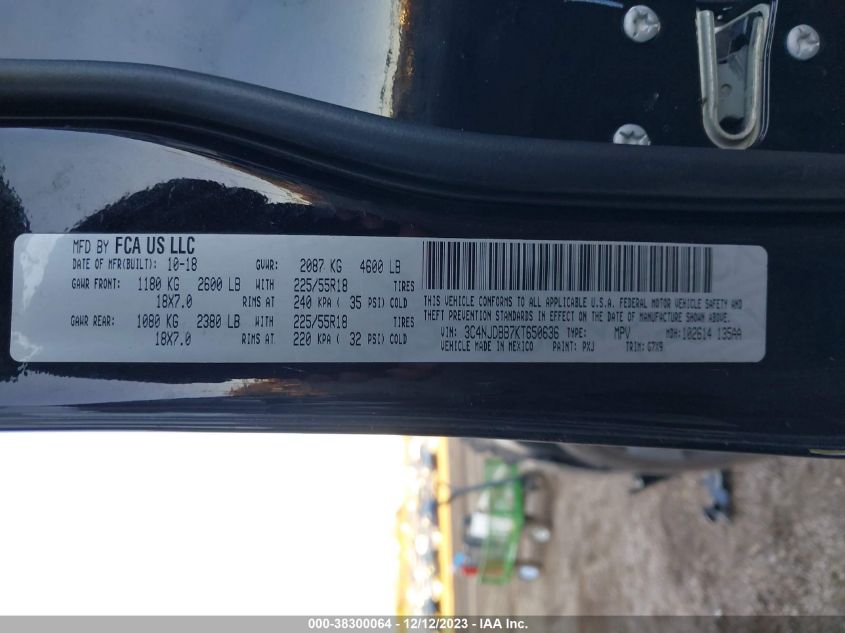 MFD BY FCA US LLC
DATE OF MFR(BUILT): 10-18 GVWR: 2087 KG 4600 LB
GAWR FRONT: 1180 KG 2600 LB WITH 225/55R18 TIRES
18X7.0 RIMS AT 240 KPA ( 35 PSI) COLD
GAWR REAR: 1080 KG 2380 LB WITH 225/55R18 TIRES
18X7.0 RIMS AT 220 KPA ( 32 PSI) COLD
THIS VEHICLE CONFORMS TO ALL APPLICABLE U.S.A. FEDERAL MOTOR VEHICLE SAFETY AND
THEFT PREVENTION STANDARDS IN EFFECT ON THE DATE OF MANUFACTURE SHOWN ABOVE.
VIN: 3C4NJDBB7KT650636 TYPE: MPV MDH: 102614 135AA
VEHICLE MADE IN MEXICO PAINT: PXJ TRIM: G7X9
000-38300064 - 12/12/2023 - IAA Inc.